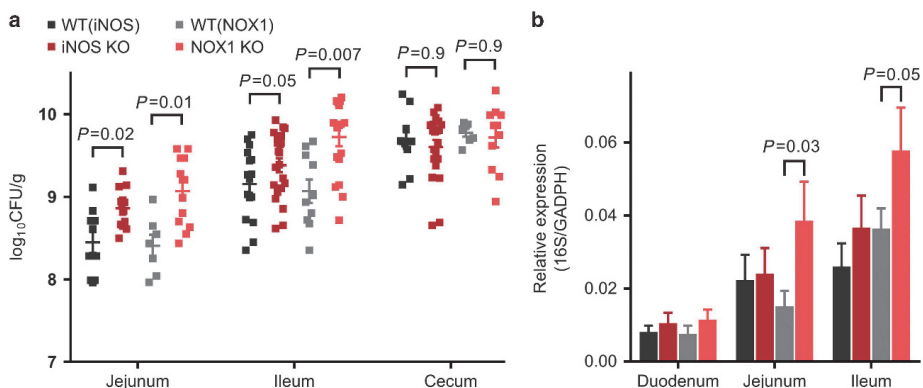 a
WT(iNOS) WT(NOX1)
iNOS KO NOX1 KO
P=0.02
P=0.01
P=0.05
P=0.007
P=0.9
P=0.9
log10CFU/g
10
9
8
7
Jejunum Ileum Cecum
b
P=0.03
P=0.05
Relative expression
(16S/GADPH)
0.06
0.04
0.02
0.00
Duodenum Jejunum Ileum